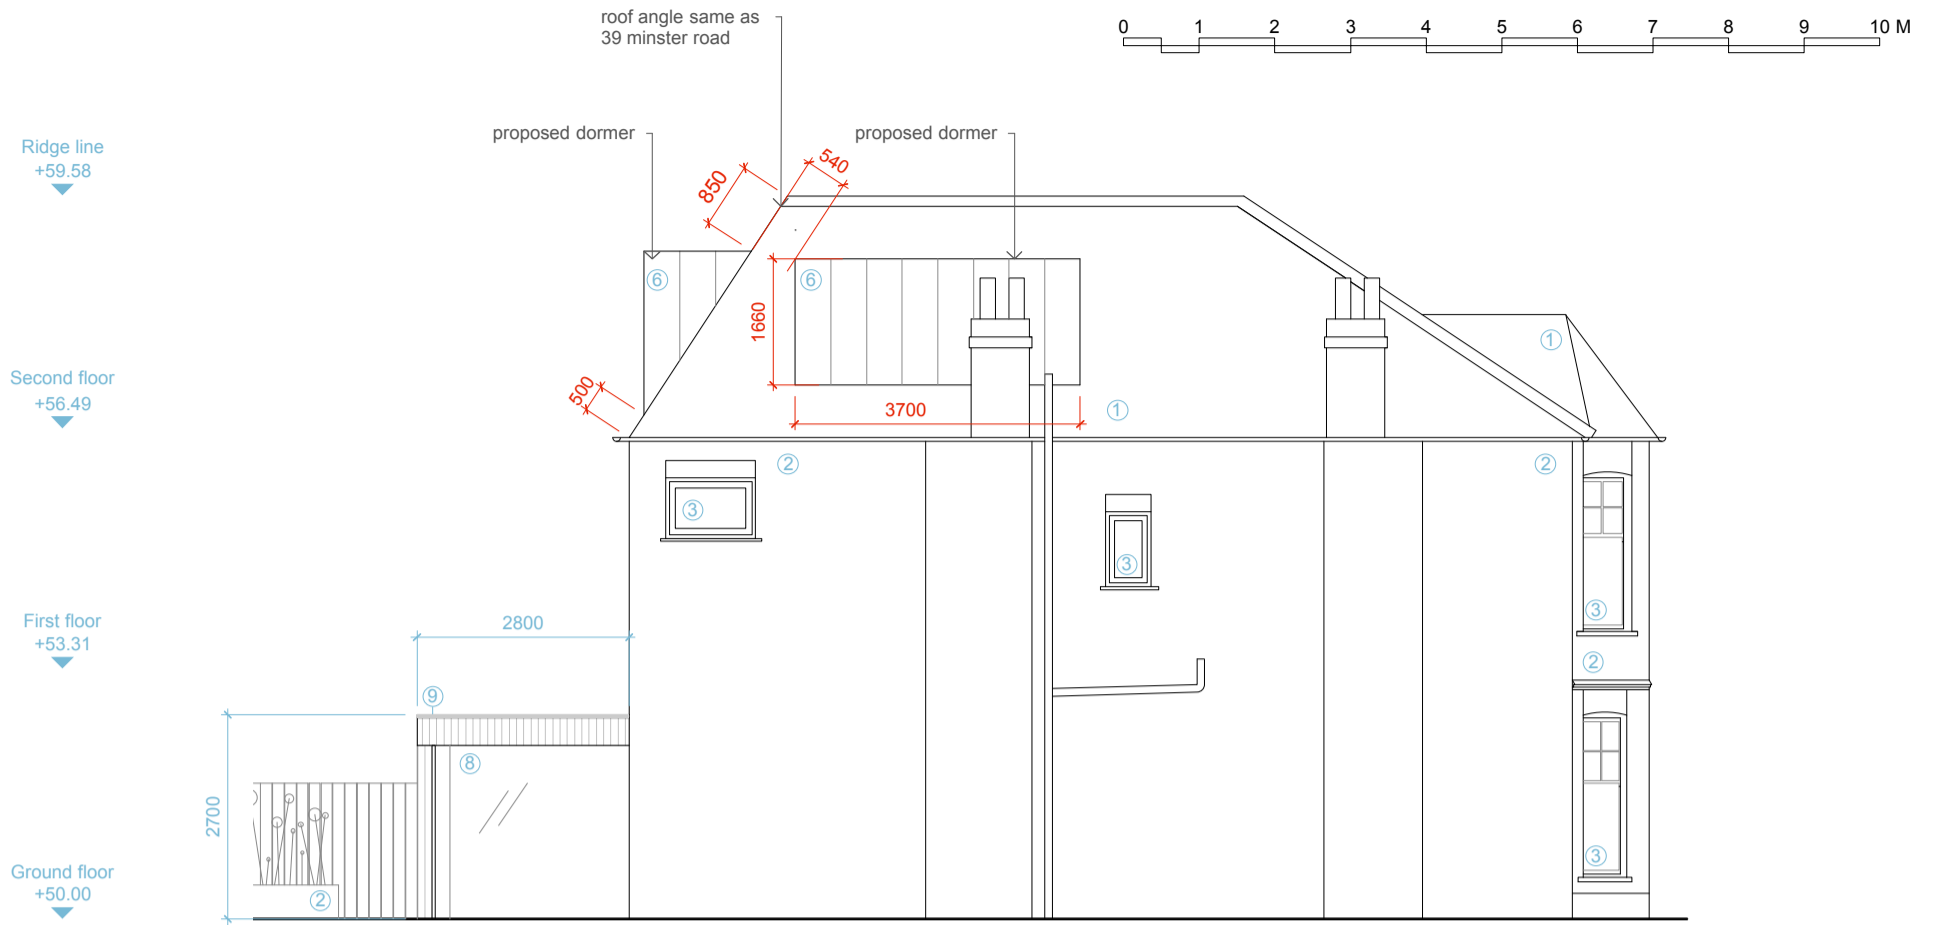 roof angle same as
39 minster road
0 1 2 3 4 5 6 7 8 9 10 M
proposed dormer
proposed dormer
Ridge line
+59.58
850
540
6
6
1660
1
Second floor
+56.49
500
3700
1
2
2
3
3
First floor
+53.31
2800
3
2
9
8
2700
3
Ground floor
+50.00
2